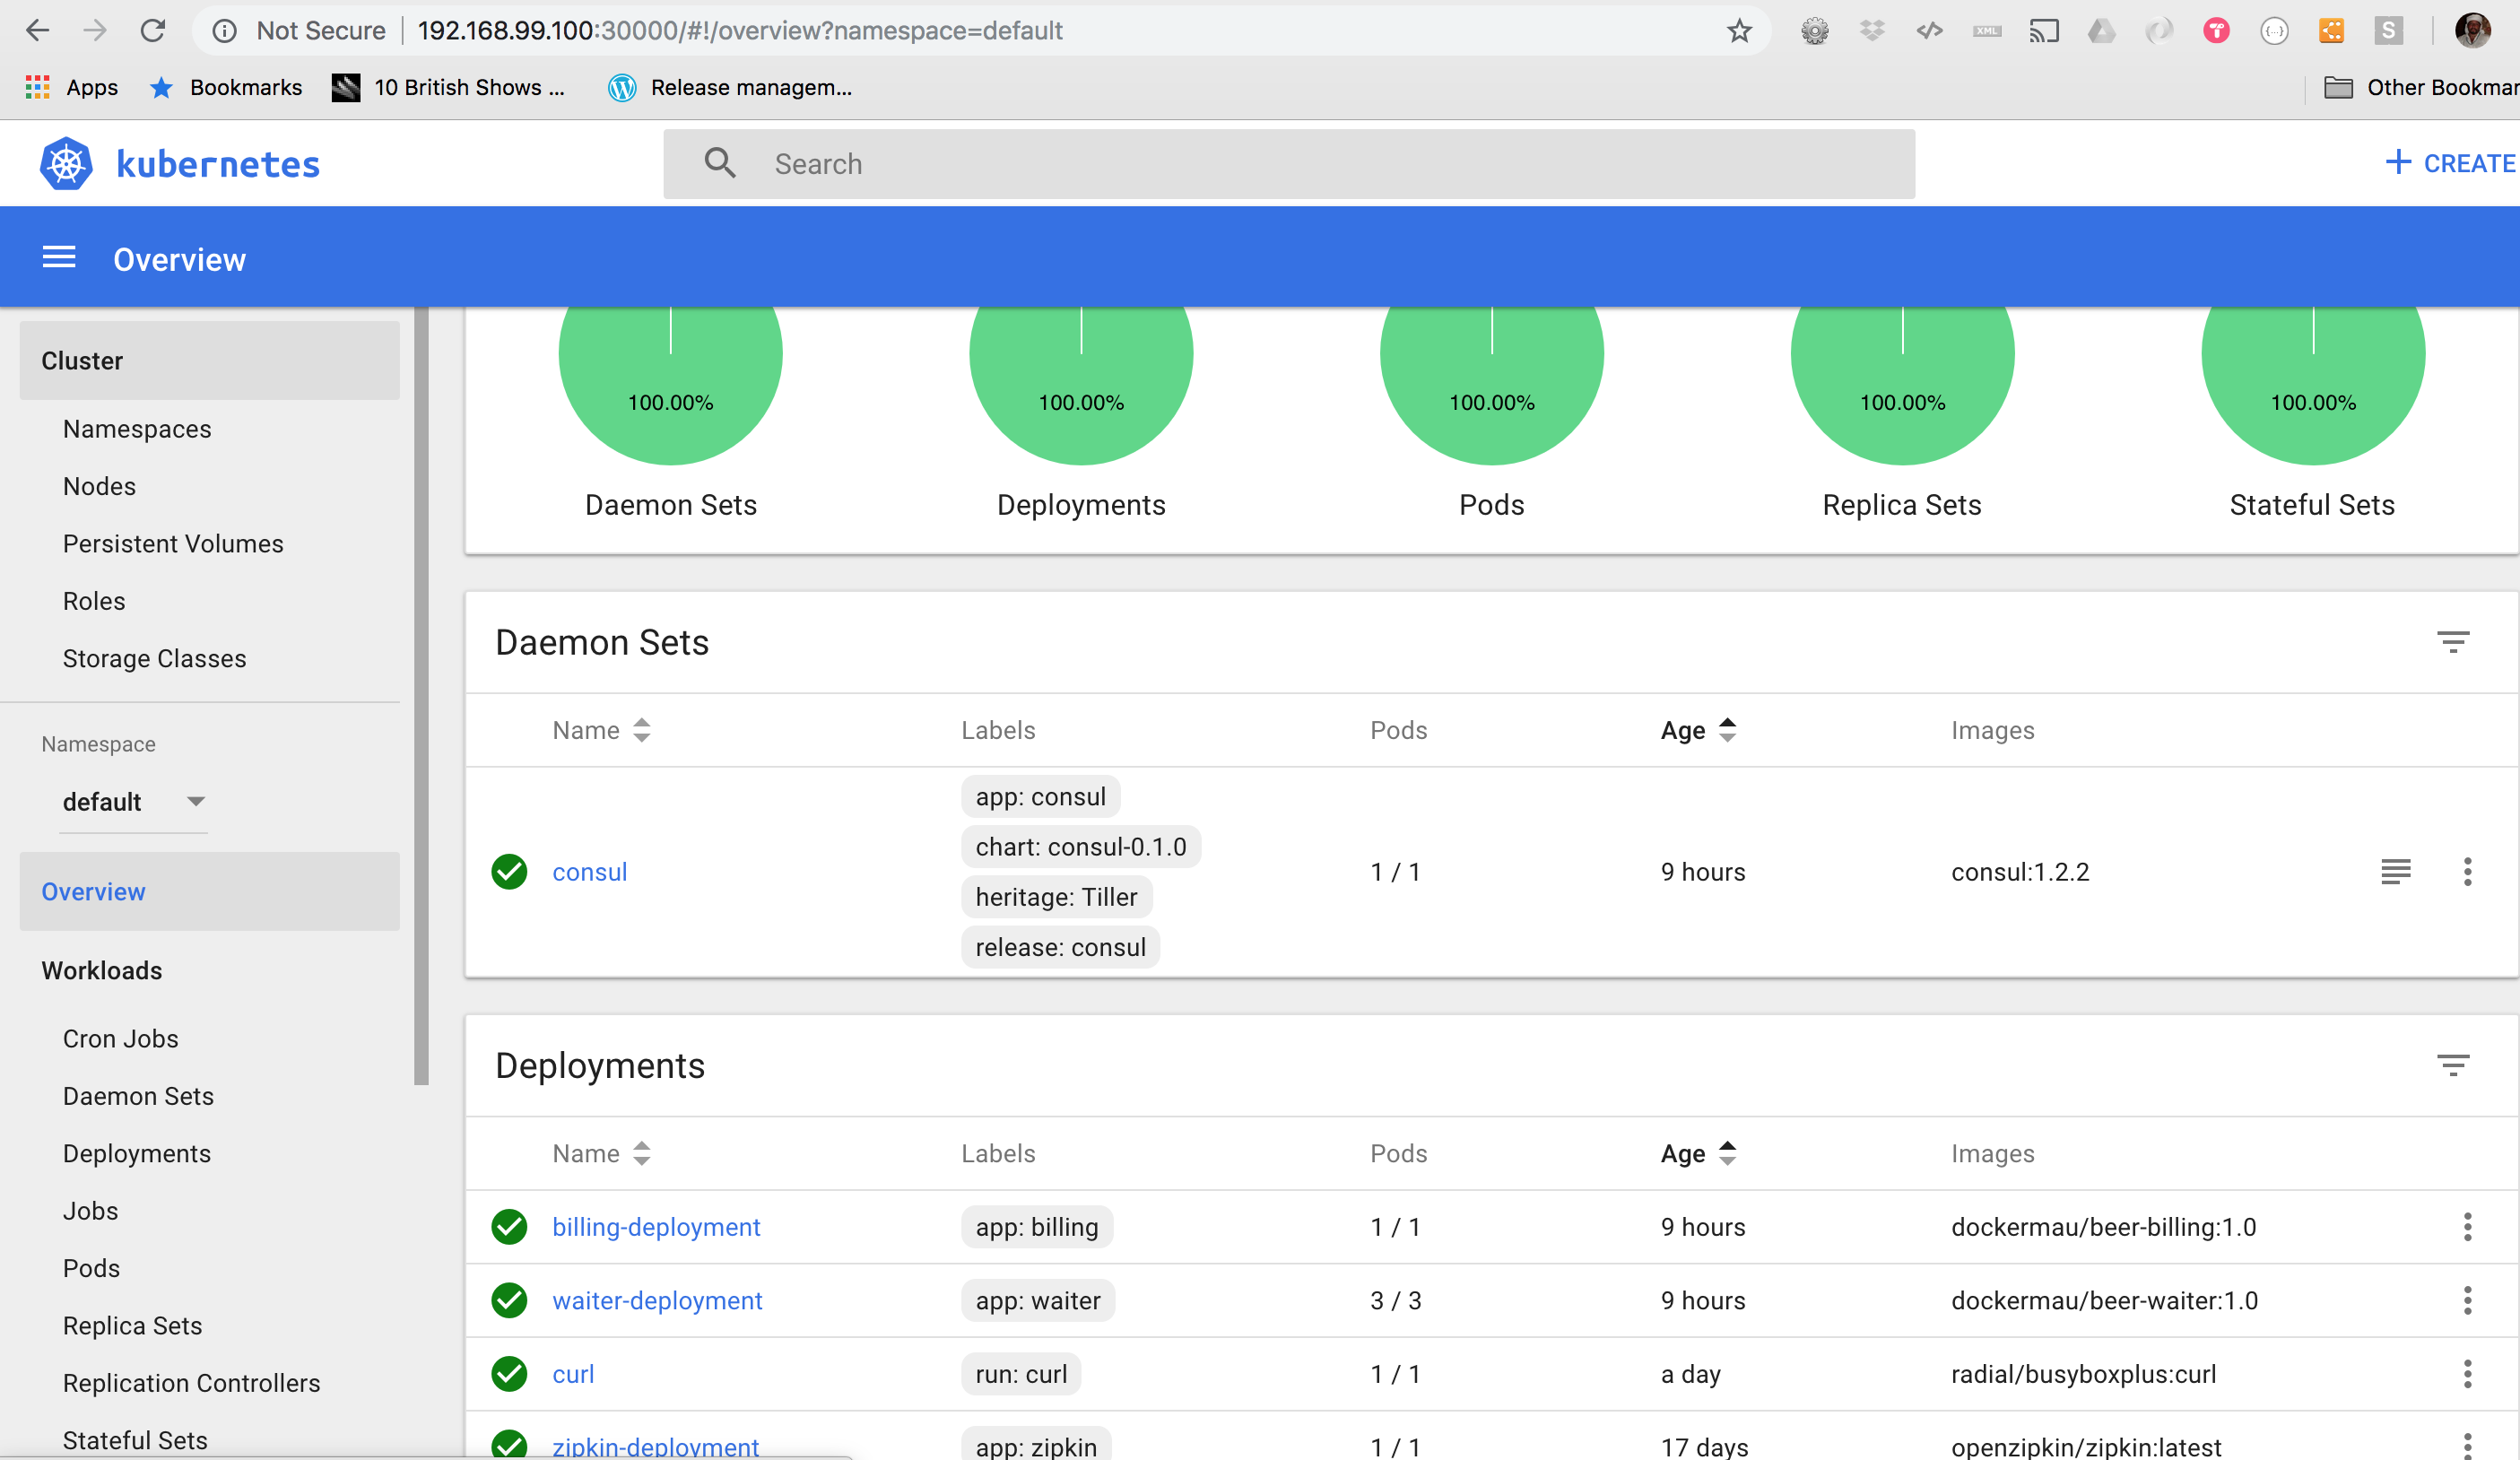 Not Secure 192.168.99.100:30000/#!/overview?namespace=default
XML
{...}
S
Apps Bookmarks 10 British Shows ... Release managem... Other Bookmar
kubernetes Search + CREATE
Overview
Cluster
Namespaces
Nodes
Persistent Volumes
Roles
Storage Classes
Namespace
default
Overview
Workloads
Cron Jobs
Daemon Sets
Deployments
Jobs
Pods
Replica Sets
Replication Controllers
Stateful Sets
100.00% 100.00% 100.00% 100.00% 100.00%
Daemon Sets Deployments Pods Replica Sets Stateful Sets
Daemon Sets
Name Labels Pods Age Images
app: consul
chart: consul-0.1.0
consul 1 / 1 9 hours consul:1.2.2
heritage: Tiller
release: consul
Deployments
Name Labels Pods Age Images
billing-deployment app: billing 1 / 1 9 hours dockermau/beer-billing:1.0
waiter-deployment app: waiter 3 / 3 9 hours dockermau/beer-waiter:1.0
curl run: curl 1 / 1 a day radial/busyboxplus:curl
zipkin-deployment app: zipkin 1 / 1 17 days openzipkin/zipkin:latest